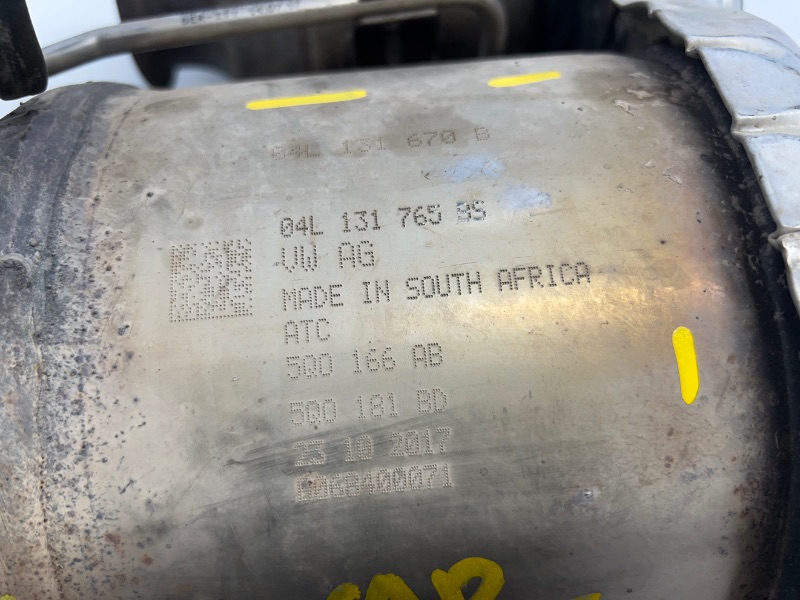 04L 131 670 B
04L 131 765 BS
VW AG
MADE IN SOUTH AFRICA
ATC
5Q0 166 AB
5Q0 181 BD
23 10 2017